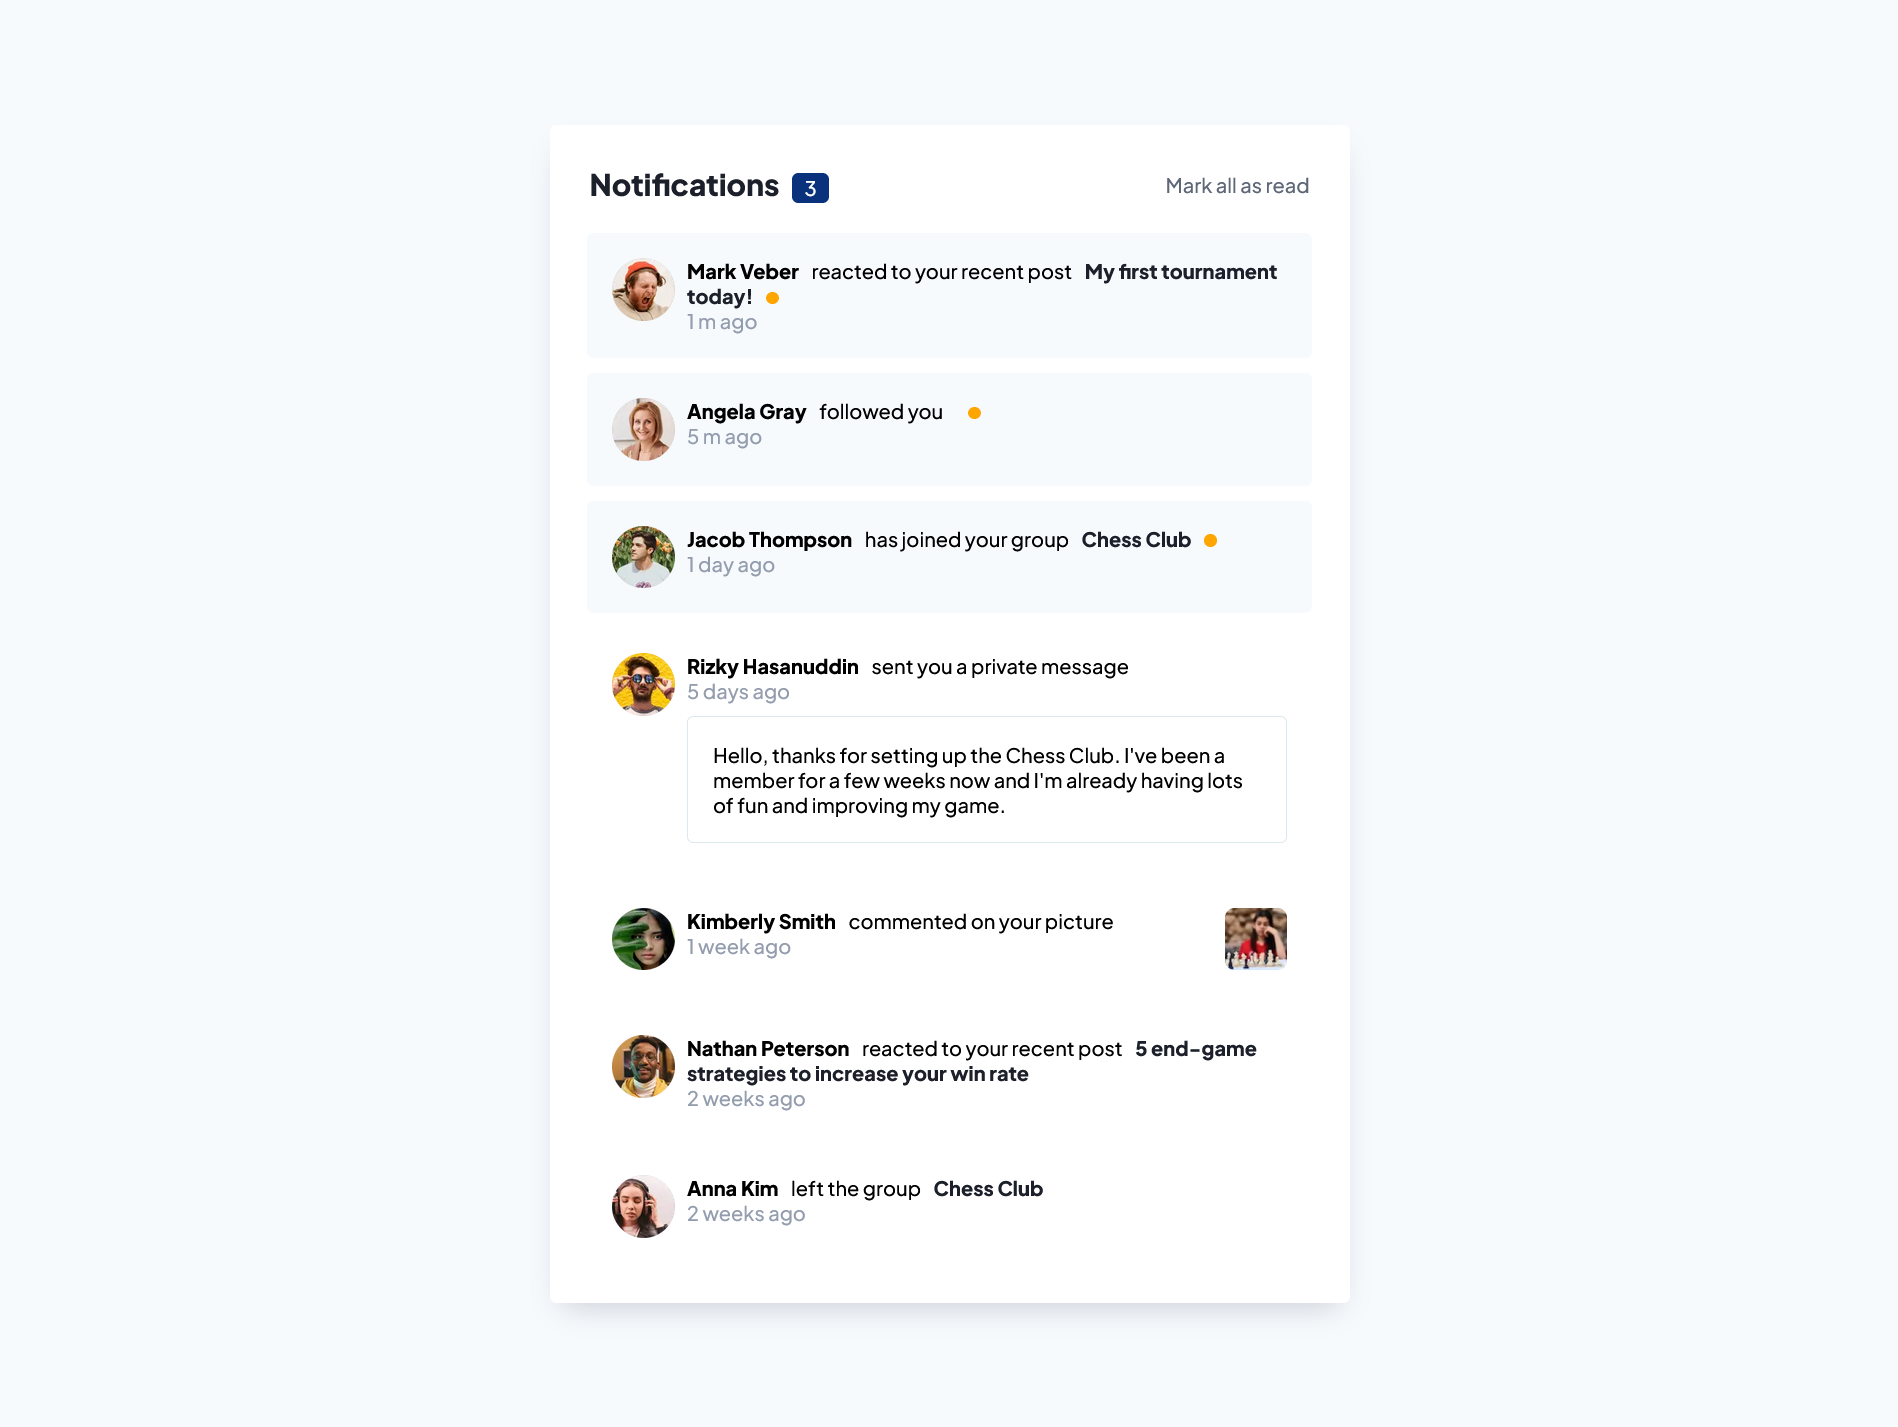 Notifications 3 Mark all as read
Mark Veber reacted to your recent post My first tournament
today!
1 m ago
Angela Gray followed you
5 m ago
Jacob Thompson has joined your group Chess Club
1 day ago
Rizky Hasanuddin sent you a private message
5 days ago
Hello, thanks for setting up the Chess Club. I've been a
member for a few weeks now and I'm already having lots
of fun and improving my game.
Kimberly Smith commented on your picture
1 week ago
Nathan Peterson reacted to your recent post 5 end-game
strategies to increase your win rate
2 weeks ago
Anna Kim left the group Chess Club
2 weeks ago